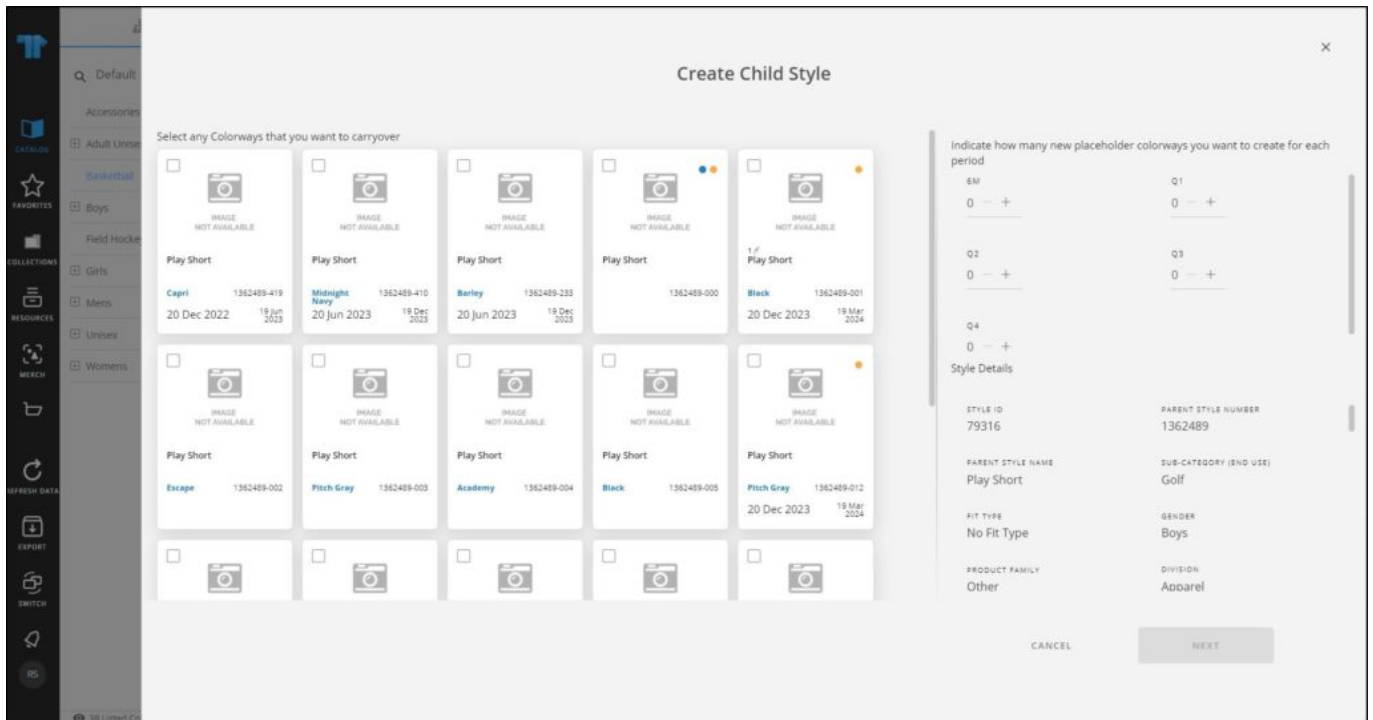 Create Child Style
Default
Accessories
Adult Unise
Basketball
Boys
Field Hocke
Girls
Mens
Unisex
Womens
CATALOG
FAVORITES
COLLECTIONS
RESOURCES
MERCH
REFRESH DATA
EXPORT
SWITCH
RS
38 Listed Co
Select any Colorways that you want to carryover
IMAGE
NOT AVAILABLE
Play Short
Capri 1362489-419
20 Dec 2022 19 Jun
2023
IMAGE
NOT AVAILABLE
Play Short
Midnight
Navy 1362489-410
20 Jun 2023 19 Dec
2023
IMAGE
NOT AVAILABLE
Play Short
Barley 1362489-233
20 Jun 2023 19 Dec
2023
IMAGE
NOT AVAILABLE
Play Short
1362489-000
IMAGE
NOT AVAILABLE
1
Play Short
Black 1362489-001
20 Dec 2023 19 Mar
2024
IMAGE
NOT AVAILABLE
Play Short
Escape 1362489-002
IMAGE
NOT AVAILABLE
Play Short
Pitch Gray 1362489-003
IMAGE
NOT AVAILABLE
Play Short
Academy 1362489-004
IMAGE
NOT AVAILABLE
Play Short
Black 1362489-005
IMAGE
NOT AVAILABLE
Play Short
Pitch Gray 1362489-012
20 Dec 2023 19 Mar
2024
Indicate how many new placeholder colorways you want to create for each
period
6M Q1
0 − + 0 − +
Q2 Q3
0 − + 0 − +
Q4
0 − +
Style Details
STYLE ID PARENT STYLE NUMBER
79316 1362489
PARENT STYLE NAME SUB-CATEGORY (END USE)
Play Short Golf
FIT TYPE GENDER
No Fit Type Boys
PRODUCT FAMILY DIVISION
Other Apparel
CANCEL NEXT